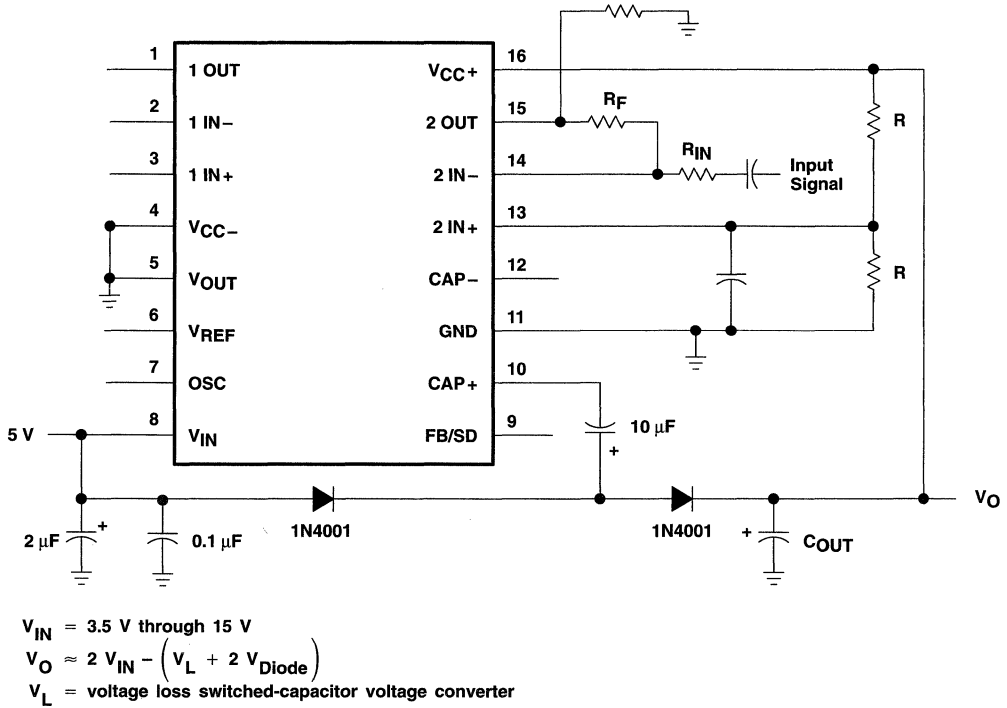 1
1 OUT
2
1 IN−
3
1 IN+
4
VCC−
5
VOUT
6
VREF
7
OSC
8
VIN
5 V
16
VCC+
15
2 OUT
14
2 IN−
13
2 IN+
12
CAP−
11
GND
10
CAP+
9
FB/SD
RF
RIN
Input
Signal
R
R
10 µF
+
1N4001
1N4001
2 µF
+
0.1 µF
+
COUT
VO
VIN = 3.5 V through 15 V
VO ≈ 2 VIN − (VL + 2 VDiode)
VL = voltage loss switched-capacitor voltage converter